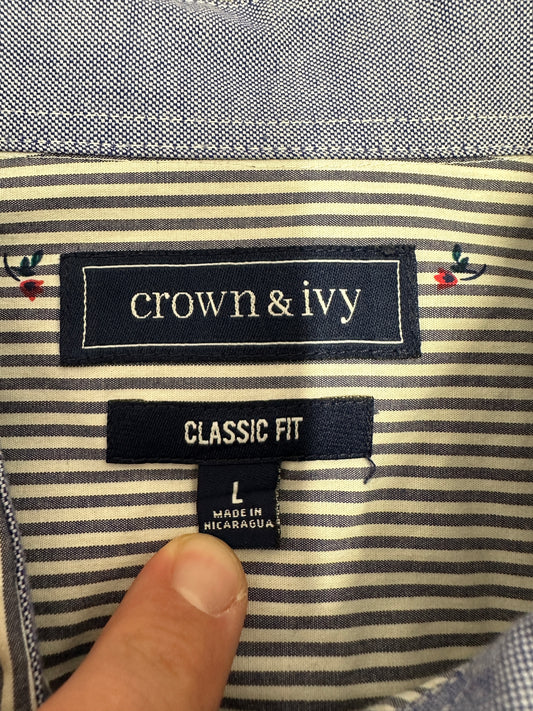 crown & ivy
CLASSIC FIT
L
MADE IN
NICARAGUA